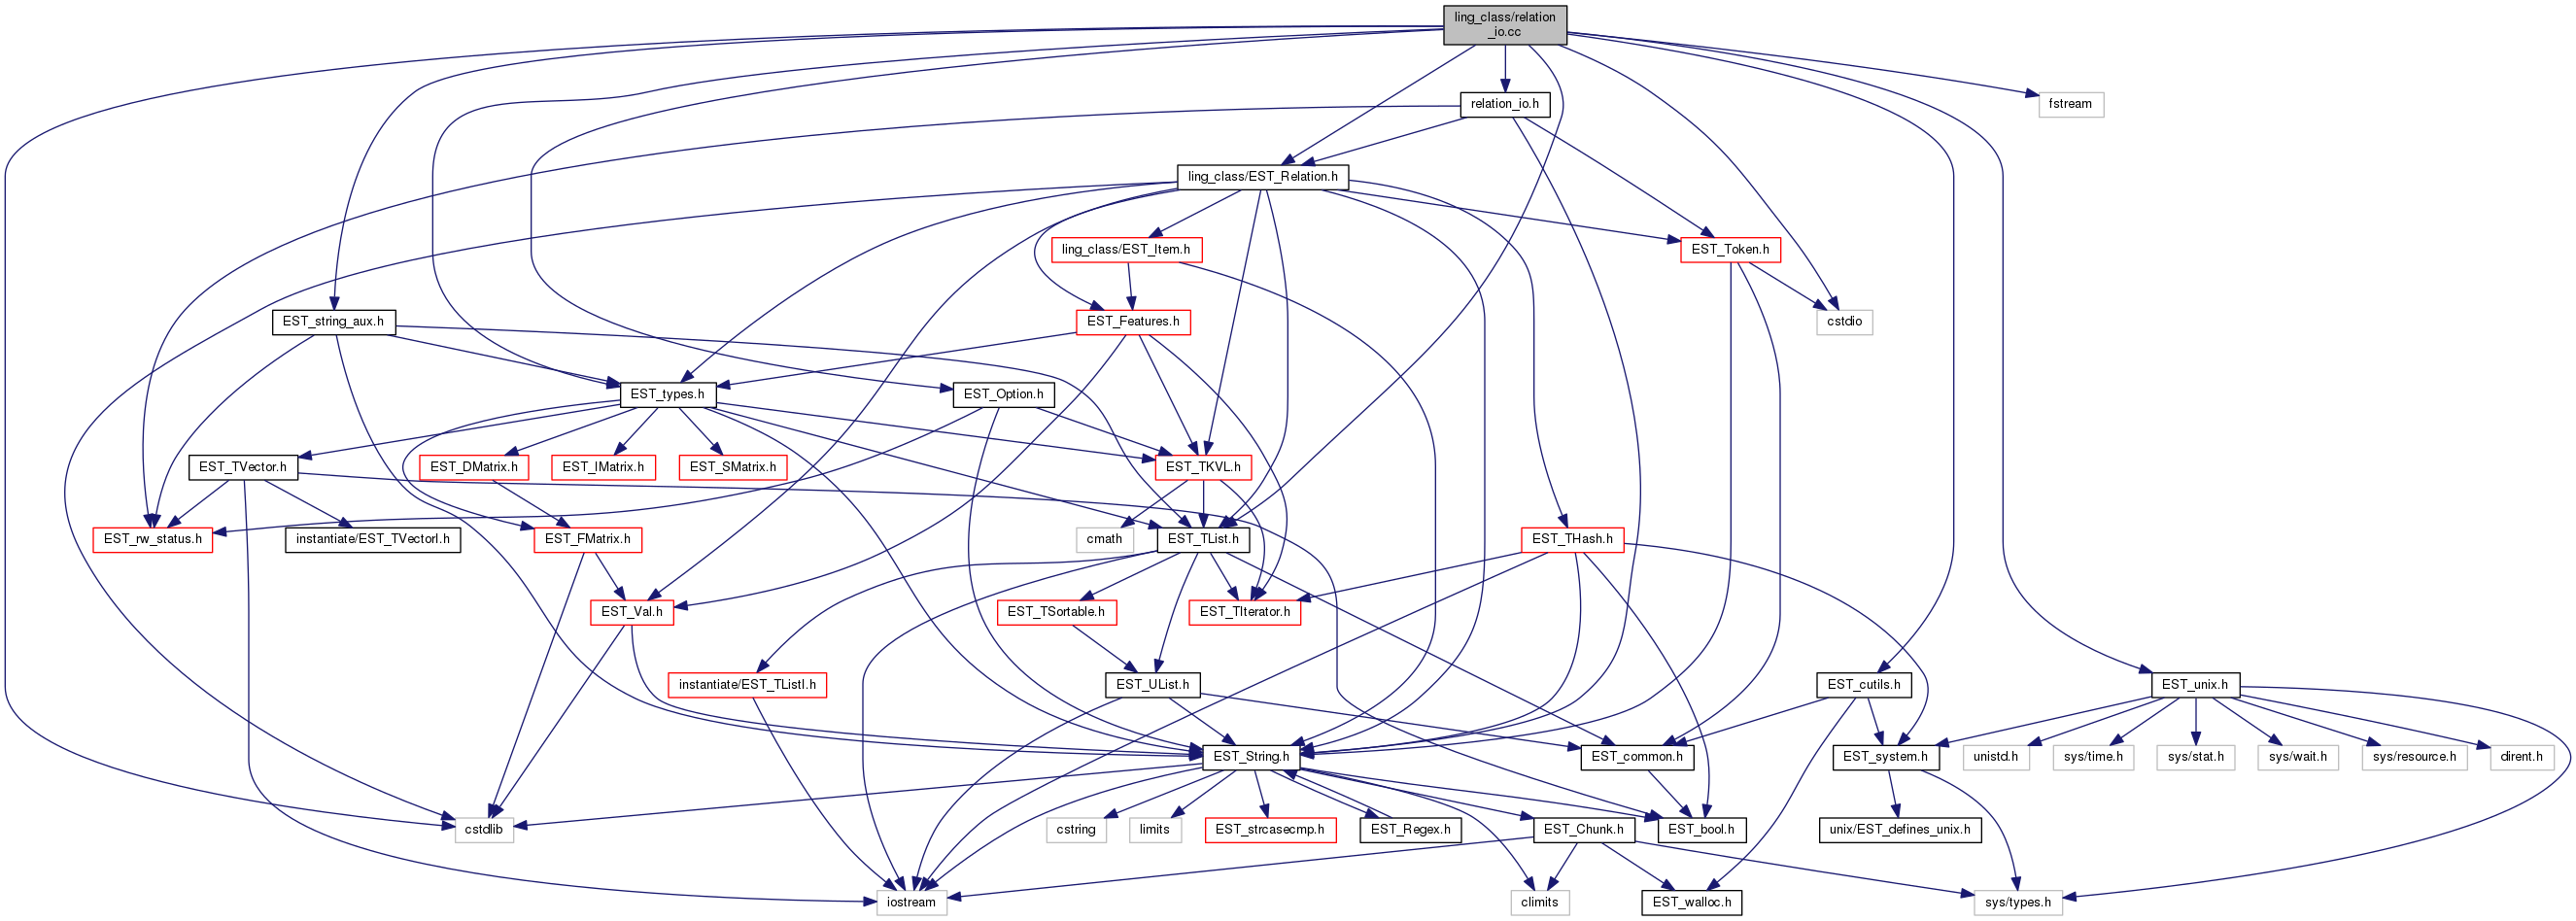 ling_class/relation
_io.cc
relation_io.h
fstream
ling_class/EST_Relation.h
ling_class/EST_Item.h
EST_Token.h
EST_string_aux.h
EST_Features.h
cstdio
EST_types.h
EST_Option.h
EST_TVector.h
EST_DMatrix.h
EST_IMatrix.h
EST_SMatrix.h
EST_TKVL.h
EST_rw_status.h
instantiate/EST_TVectorI.h
EST_FMatrix.h
cmath
EST_TList.h
EST_THash.h
EST_Val.h
EST_TSortable.h
EST_TIterator.h
instantiate/EST_TListI.h
EST_UList.h
EST_cutils.h
EST_unix.h
EST_String.h
EST_common.h
EST_system.h
unistd.h
sys/time.h
sys/stat.h
sys/wait.h
sys/resource.h
dirent.h
cstdlib
cstring
limits
EST_strcasecmp.h
EST_Regex.h
EST_Chunk.h
EST_bool.h
unix/EST_defines_unix.h
iostream
climits
EST_walloc.h
sys/types.h